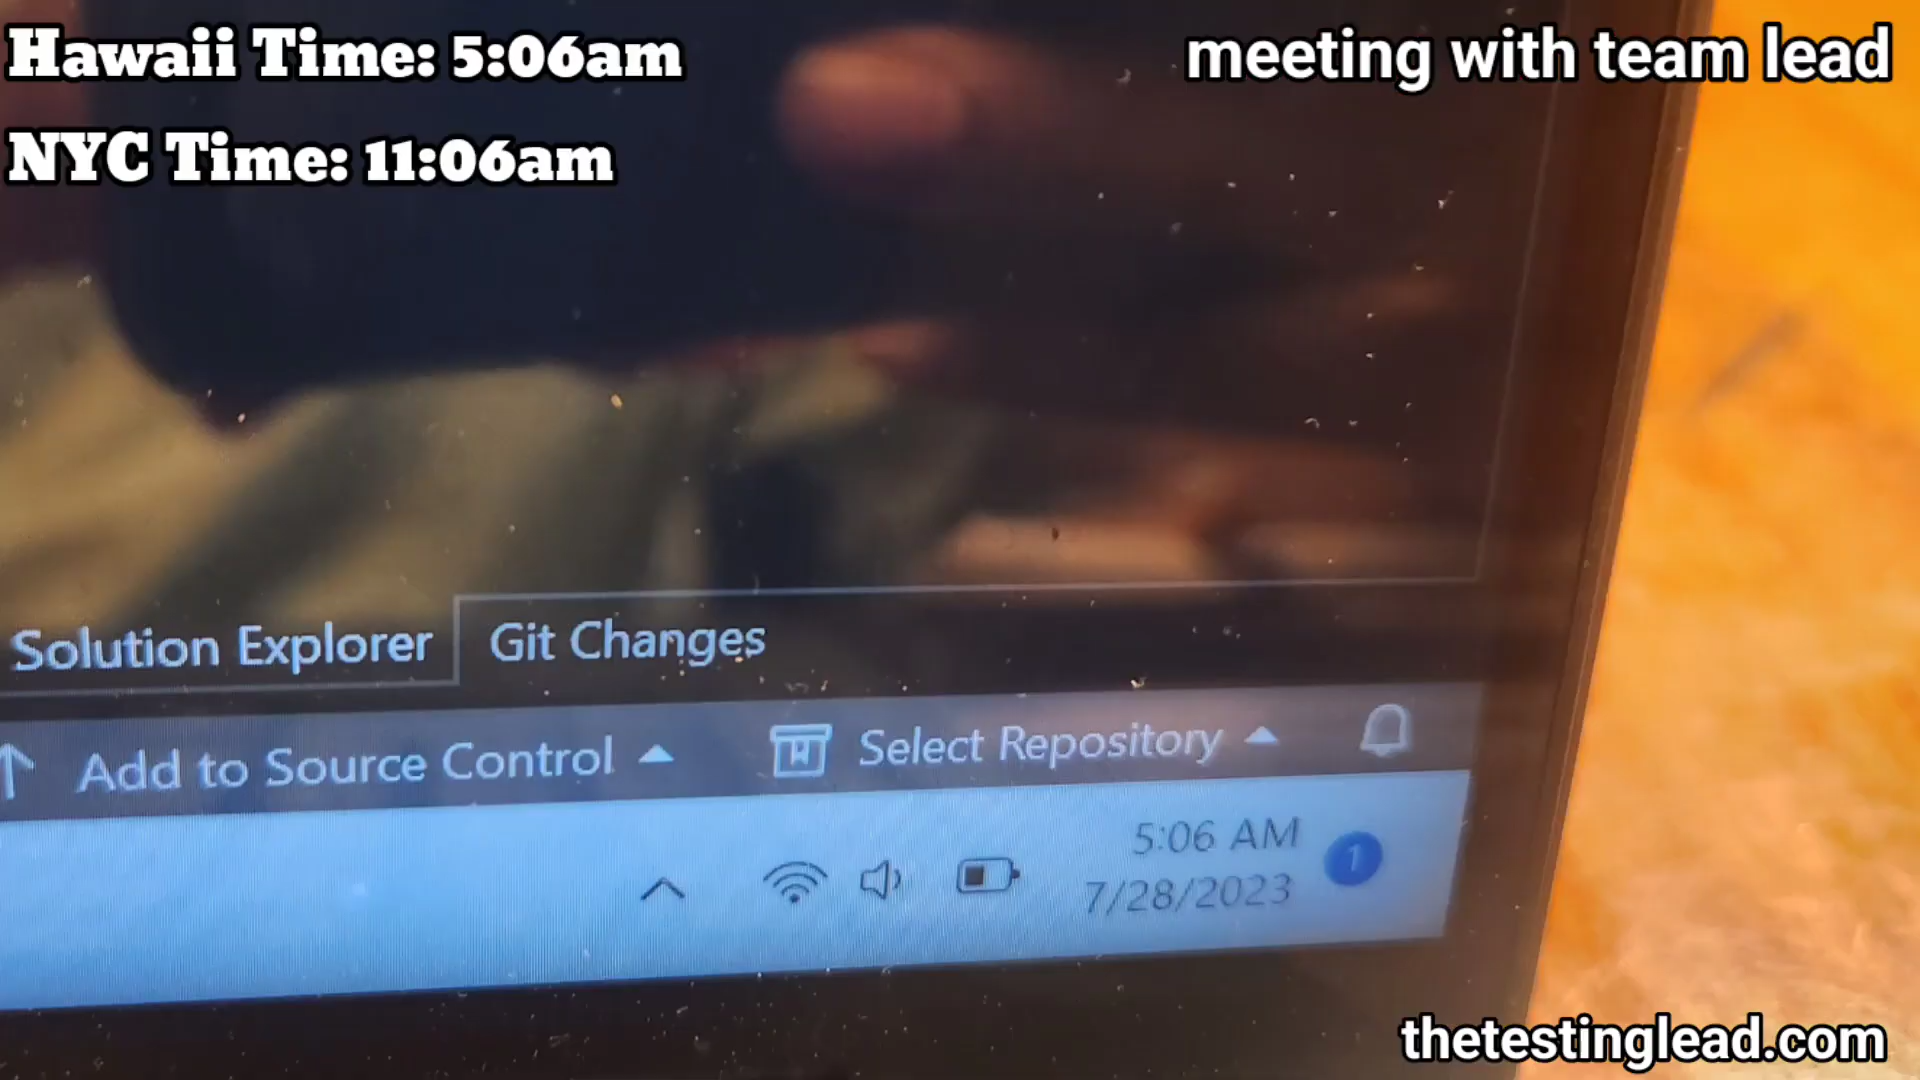 Hawaii Time: 5:06am
meeting with team lead
NYC Time: 11:06am
Solution Explorer
Git Changes
Add to Source Control
Select Repository
5:06 AM
7/28/2023
1
thetestinglead.com